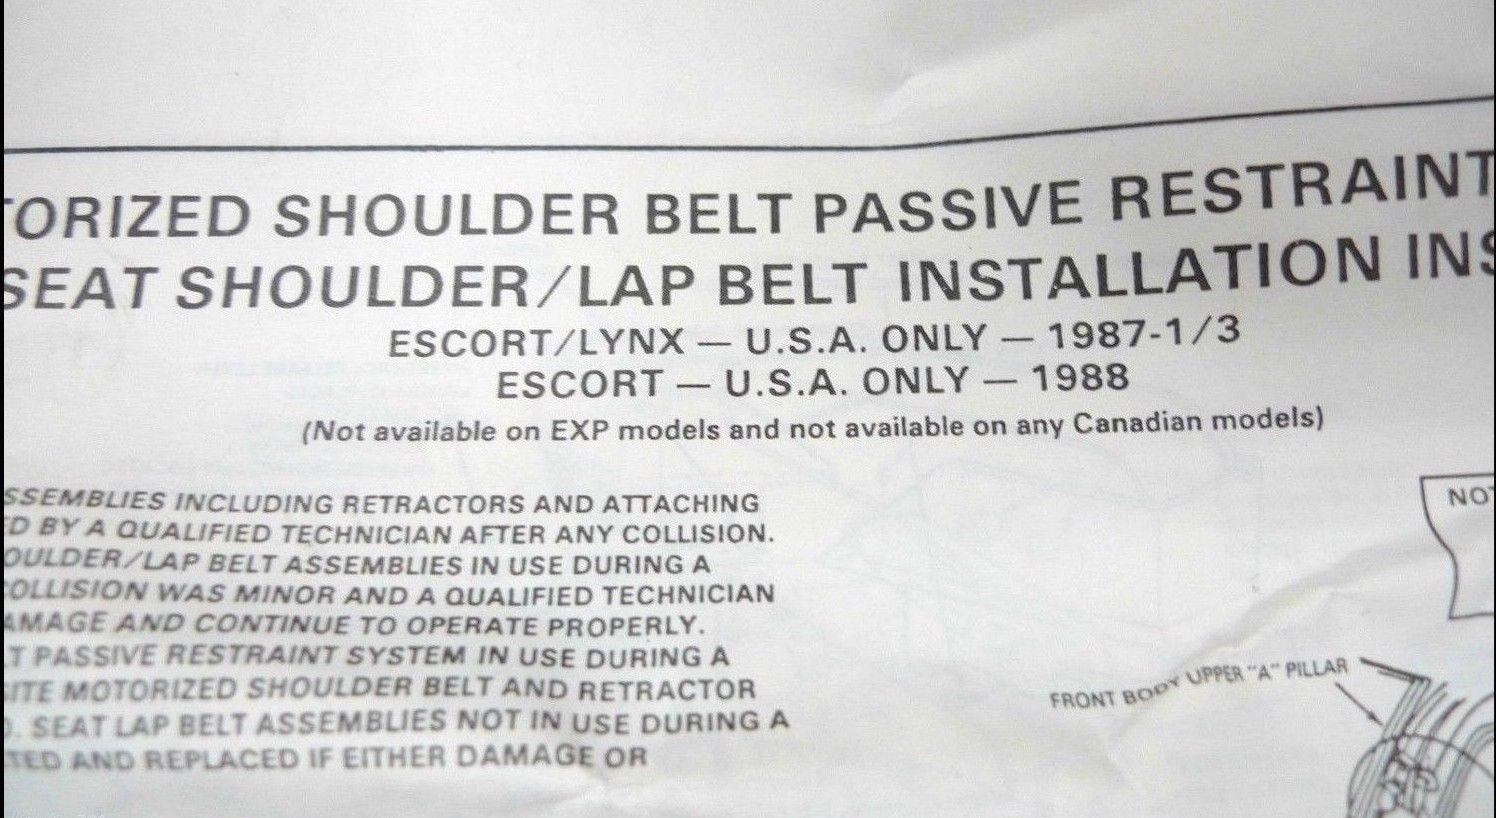 TORIZED SHOULDER BELT PASSIVE RESTRAINT
SEAT SHOULDER/LAP BELT INSTALLATION INS
ESCORT/LYNX — U.S.A. ONLY — 1987-1/3
ESCORT — U.S.A. ONLY — 1988
(Not available on EXP models and not available on any Canadian models)
SSEMBLIES INCLUDING RETRACTORS AND ATTACHING
ED BY A QUALIFIED TECHNICIAN AFTER ANY COLLISION.
OULDER/LAP BELT ASSEMBLIES IN USE DURING A
COLLISION WAS MINOR AND A QUALIFIED TECHNICIAN
AMAGE AND CONTINUE TO OPERATE PROPERLY.
LT PASSIVE RESTRAINT SYSTEM IN USE DURING A
SITE MOTORIZED SHOULDER BELT AND RETRACTOR
D. SEAT LAP BELT ASSEMBLIES NOT IN USE DURING A
TED AND REPLACED IF EITHER DAMAGE OR
NOT
FRONT BODY UPPER "A" PILLAR